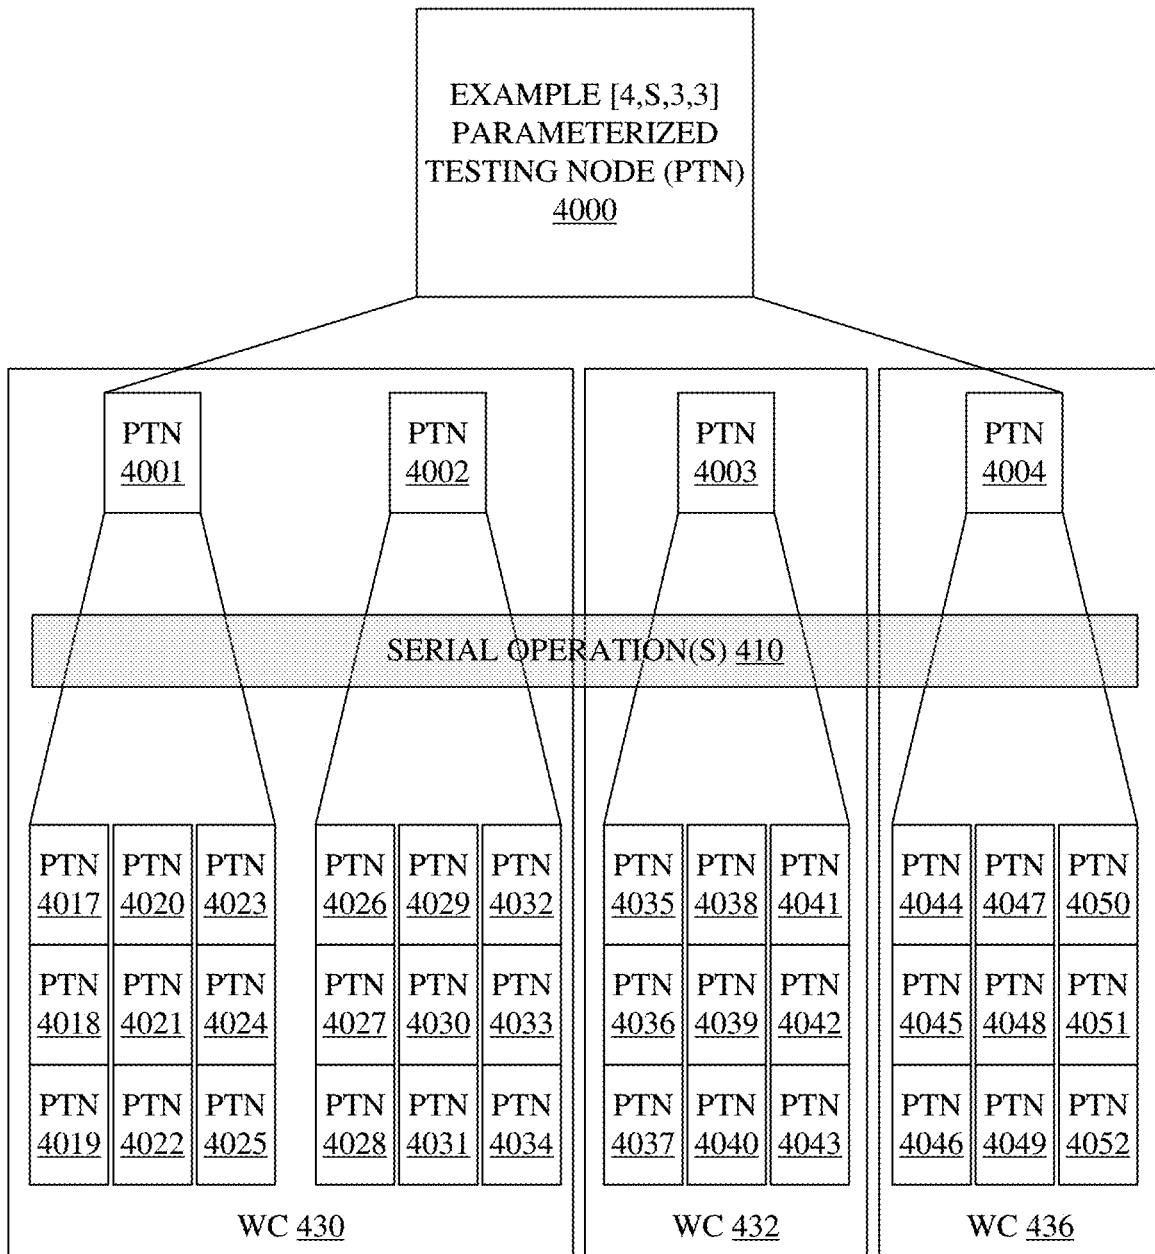 EXAMPLE [4,S,3,3]
PARAMETERIZED
TESTING NODE (PTN)
4000
PTN PTN PTN PTN
4001 4002 4003 4004
SERIAL OPERATION(S) 410
PTN PTN PTN PTN PTN PTN PTN PTN PTN PTN PTN PTN
4017 4020 4023 4026 4029 4032 4035 4038 4041 4044 4047 4050
PTN PTN PTN PTN PTN PTN PTN PTN PTN PTN PTN PTN
4018 4021 4024 4027 4030 4033 4036 4039 4042 4045 4048 4051
PTN PTN PTN PTN PTN PTN PTN PTN PTN PTN PTN PTN
4019 4022 4025 4028 4031 4034 4037 4040 4043 4046 4049 4052
WC 430 WC 432 WC 436